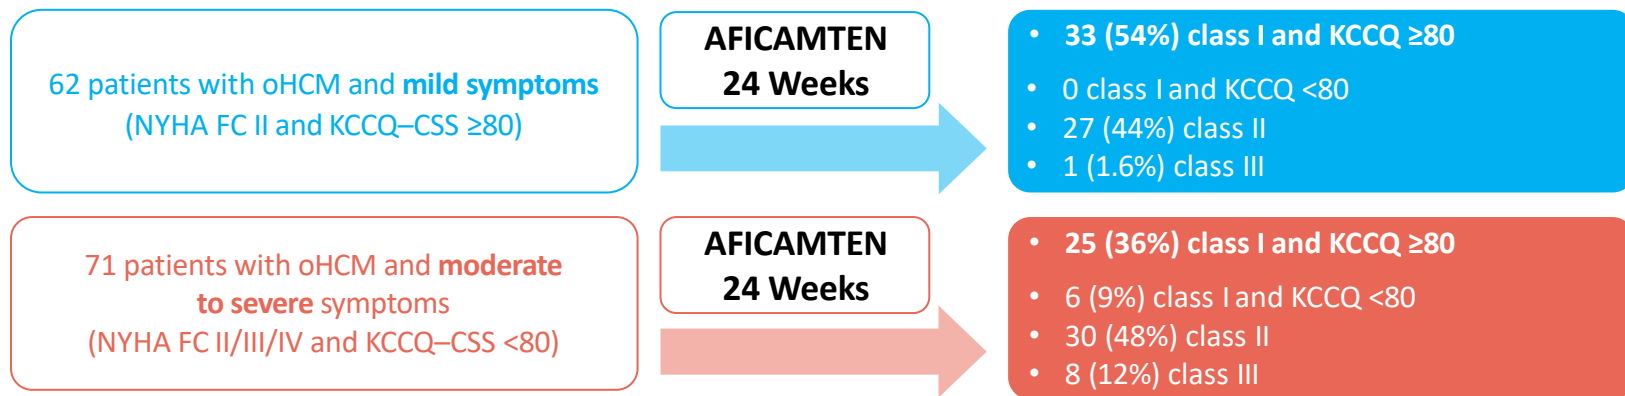 62 patients with oHCM and mild symptoms
(NYHA FC II and KCCQ–CSS ≥80)
AFICAMTEN
24 Weeks
• 33 (54%) class I and KCCQ ≥80
• 0 class I and KCCQ <80
• 27 (44%) class II
• 1 (1.6%) class III
71 patients with oHCM and moderate
to severe symptoms
(NYHA FC II/III/IV and KCCQ–CSS <80)
AFICAMTEN
24 Weeks
• 25 (36%) class I and KCCQ ≥80
• 6 (9%) class I and KCCQ <80
• 30 (48%) class II
• 8 (12%) class III